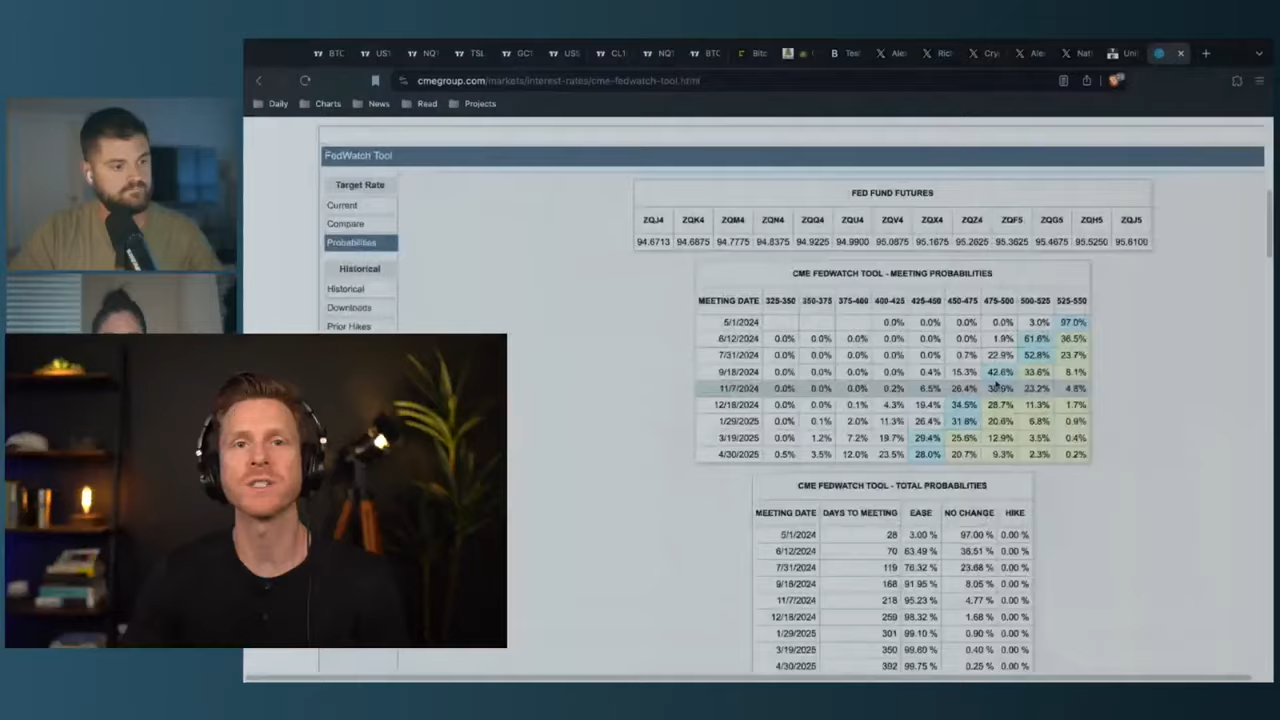 BTC US1 NQ1 TSL GC1 US1 CL1 NQ1 BTC Bitc Tes Ales Rich Cry Ale Nat Uni
cmegroup.com/markets/interest-rates/cme-fedwatch-tool.html
Daily Charts News Read Projects
FedWatch Tool
Target Rate
Current
Compare
Probabilities
Historical
Historical
Downloads
Prior Hikes
FED FUND FUTURES
ZQJ4 ZQK4 ZQM4 ZQN4 ZQQ4 ZQU4 ZQV4 ZQX4 ZQZ4 ZQF5 ZQG5 ZQH5 ZQJ5
94.6713 94.6875 94.7775 94.8375 94.9225 94.9900 95.0875 95.1675 95.2625 95.3625 95.4675 95.5250 95.6100
CME FEDWATCH TOOL - MEETING PROBABILITIES
MEETING DATE 325-350 350-375 375-400 400-425 425-450 450-475 475-500 500-525 525-550
5/1/2024 0.0% 0.0% 0.0% 0.0% 3.0% 97.0%
6/12/2024 0.0% 0.0% 0.0% 0.0% 0.0% 0.0% 1.9% 61.6% 36.5%
7/31/2024 0.0% 0.0% 0.0% 0.0% 0.0% 0.7% 22.9% 52.8% 23.7%
9/18/2024 0.0% 0.0% 0.0% 0.0% 0.4% 15.3% 42.6% 33.6% 8.1%
11/7/2024 0.0% 0.0% 0.0% 0.2% 6.5% 26.4% 23.2% 4.8%
12/18/2024 0.0% 0.0% 0.1% 4.3% 19.4% 34.5% 28.7% 11.3% 1.7%
1/29/2025 0.0% 0.1% 2.0% 11.3% 26.4% 31.8% 20.6% 6.8% 0.9%
3/19/2025 0.0% 1.2% 7.2% 19.7% 29.4% 25.6% 12.9% 3.5% 0.4%
4/30/2025 0.5% 3.5% 12.0% 23.5% 28.0% 20.7% 9.3% 2.3% 0.2%
CME FEDWATCH TOOL - TOTAL PROBABILITIES
MEETING DATE DAYS TO MEETING EASE NO CHANGE HIKE
5/1/2024 28 3.00 % 97.00 % 0.00 %
6/12/2024 70 63.49 % 36.51 % 0.00 %
7/31/2024 119 76.32 % 23.68 % 0.00 %
9/18/2024 168 91.95 % 8.05 % 0.00 %
11/7/2024 218 95.23 % 4.77 % 0.00 %
12/18/2024 259 98.32 % 1.68 % 0.00 %
1/29/2025 301 99.10 % 0.90 % 0.00 %
3/19/2025 350 99.60 % 0.40 % 0.00 %
4/30/2025 392 99.75 % 0.25 % 0.00 %